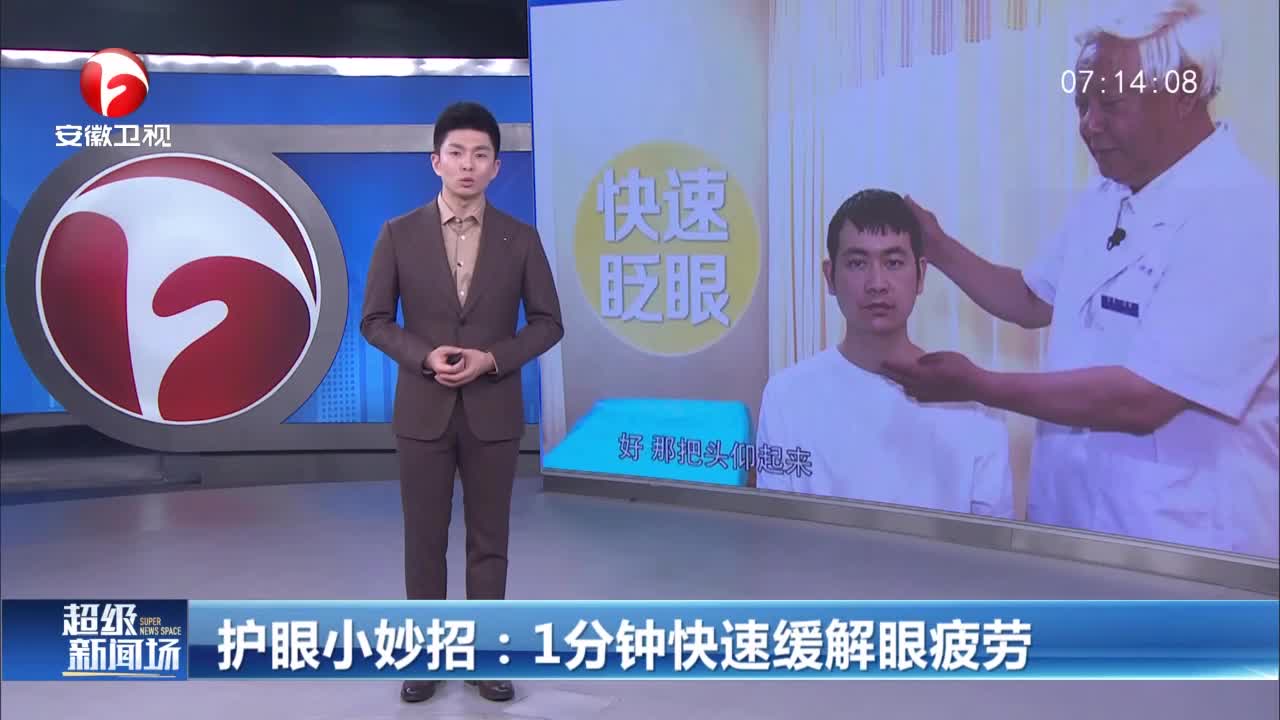 安徽卫视
07:14:08
快速
眨眼
好 那把头仰起来
超级
新闻场
SUPER
NEWS SPACE
护眼小妙招：1分钟快速缓解眼疲劳